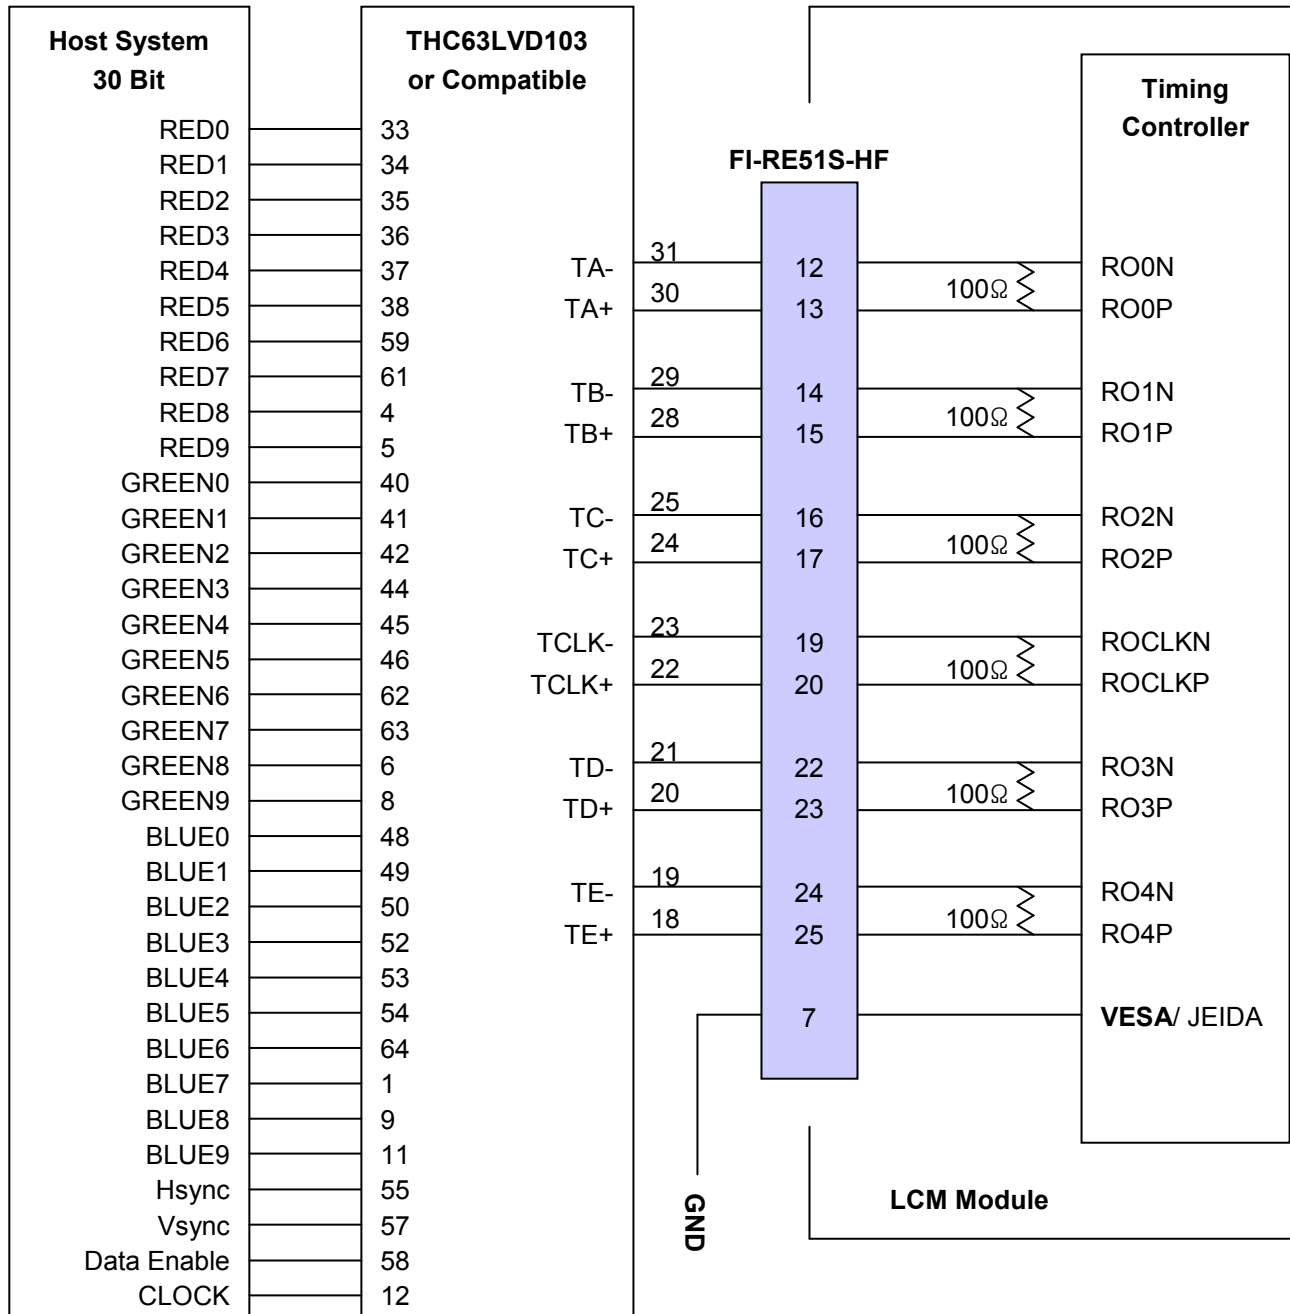 Host System
30 Bit
THC63LVD103
or Compatible
Timing
Controller
FI-RE51S-HF
RED0 33
RED1 34
RED2 35
RED3 36
RED4 37
RED5 38
RED6 59
RED7 61
RED8 4
RED9 5
GREEN0 40
GREEN1 41
GREEN2 42
GREEN3 44
GREEN4 45
GREEN5 46
GREEN6 62
GREEN7 63
GREEN8 6
GREEN9 8
BLUE0 48
BLUE1 49
BLUE2 50
BLUE3 52
BLUE4 53
BLUE5 54
BLUE6 64
BLUE7 1
BLUE8 9
BLUE9 11
Hsync 55
Vsync 57
Data Enable 58
CLOCK 12
TA- 31 12 RO0N
100Ω
TA+ 30 13 RO0P
TB- 29 14 RO1N
100Ω
TB+ 28 15 RO1P
TC- 25 16 RO2N
100Ω
TC+ 24 17 RO2P
TCLK- 23 19 ROCLKN
100Ω
TCLK+ 22 20 ROCLKP
TD- 21 22 RO3N
100Ω
TD+ 20 23 RO3P
TE- 19 24 RO4N
100Ω
TE+ 18 25 RO4P
7 VESA/ JEIDA
GND
LCM Module